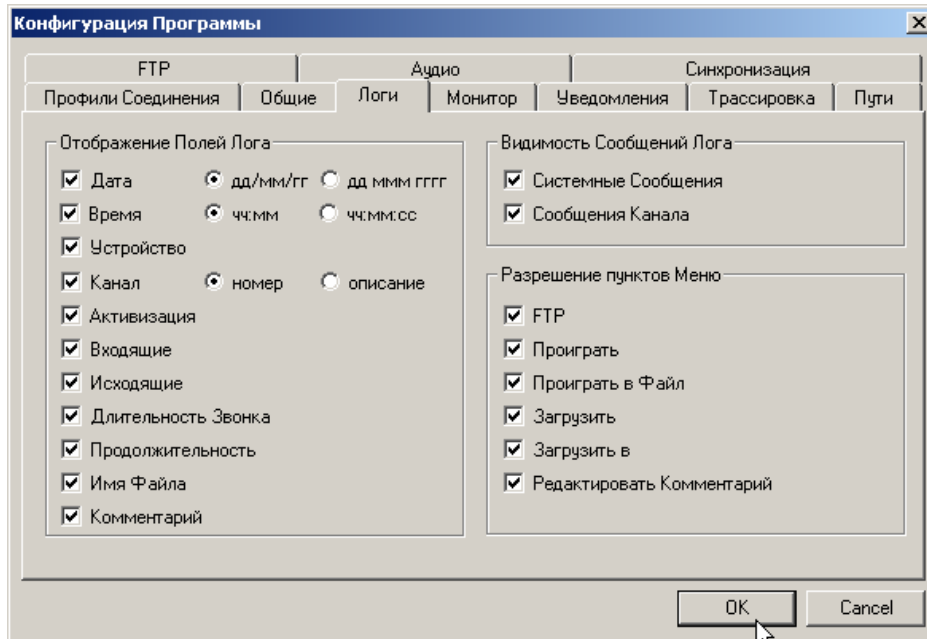 Конфигурация Программы
FTP Аудио Синхронизация
Профили Соединения Общие Логи Монитор Уведомления Трассировка Пути
Отображение Полей Лога
Дата дд/мм/гг дд ммм гггг
Время чч:мм чч:мм:сс
Устройство
Канал номер описание
Активизация
Входящие
Исходящие
Длительность Звонка
Продолжительность
Имя Файла
Комментарий
Видимость Сообщений Лога
Системные Сообщения
Сообщения Канала
Разрешение пунктов Меню
FTP
Проиграть
Проиграть в Файл
Загрузить
Загрузить в
Редактировать Комментарий
OK Cancel